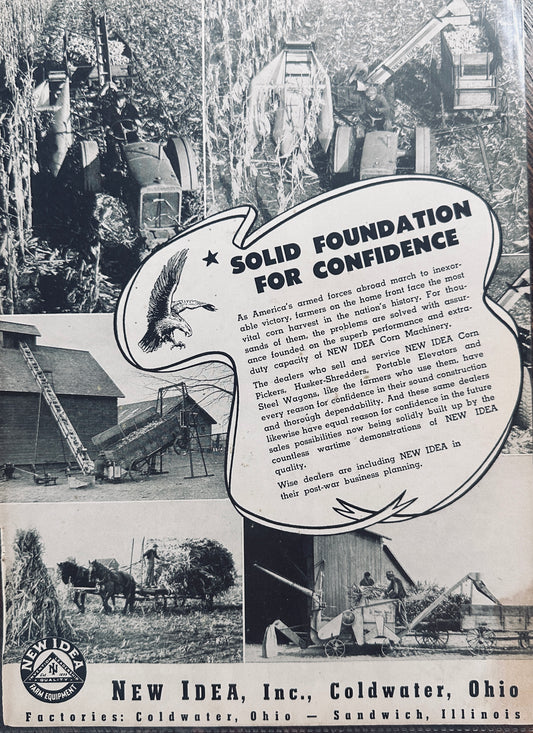 SOLID FOUNDATION
FOR CONFIDENCE
As America's armed forces abroad march to inexor-
able victory, farmers on the home front face the most
vital corn harvest in the nation's history. For thou-
sands of them, the problems are solved with assur-
ance founded on the superb performance and extra-
duty capacity of NEW IDEA Corn Machinery.
The dealers who sell and service NEW IDEA Corn
Pickers, Husker-Shredders, Portable Elevators and
Steel Wagons, like the farmers who use them, have
every reason for confidence in their sound construction
and thorough dependability. And these same dealers
likewise have equal reason for confidence in the future
sales possibilities now being solidly built up by the
countless wartime demonstrations of NEW IDEA
quality.
Wise dealers are including NEW IDEA in
their post-war business planning.
NEW IDEA
QUALITY
FARM EQUIPMENT
NEW IDEA, Inc., Coldwater, Ohio
Factories: Coldwater, Ohio — Sandwich, Illinois